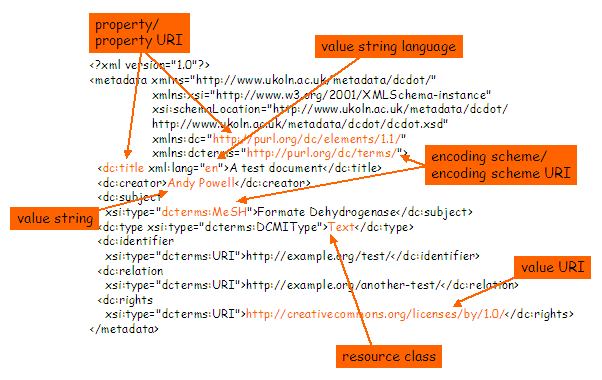 property/
property URI
value string language
<?xml version="1.0"?>
<metadata xmlns="http://www.ukoln.ac.uk/metadata/dcdot/"
xmlns:xsi="http://www.w3.org/2001/XMLSchema-instance"
xsi:schemaLocation="http://www.ukoln.ac.uk/metadata/dcdot/
http://www.ukoln.ac.uk/metadata/dcdot/dcdot.xsd"
xmlns:dc="http://purl.org/dc/elements/1.1/"
xmlns:dcterms="http://purl.org/dc/terms/">
encoding scheme/
encoding scheme URI
<dc:title xml:lang="en">A test document</dc:title>
<dc:creator>Andy Powell</dc:creator>
<dc:subject
value string
xsi:type="dcterms:MeSH">Formate Dehydrogenase</dc:subject>
<dc:type xsi:type="dcterms:DCMIType">Text</dc:type>
<dc:identifier
xsi:type="dcterms:URI">http://example.org/test/</dc:identifier>
<dc:relation
value URI
xsi:type="dcterms:URI">http://example.org/another-test/</dc:relation>
<dc:rights
xsi:type="dcterms:URI">http://creativecommons.org/licenses/by/1.0/</dc:rights>
</metadata>
resource class